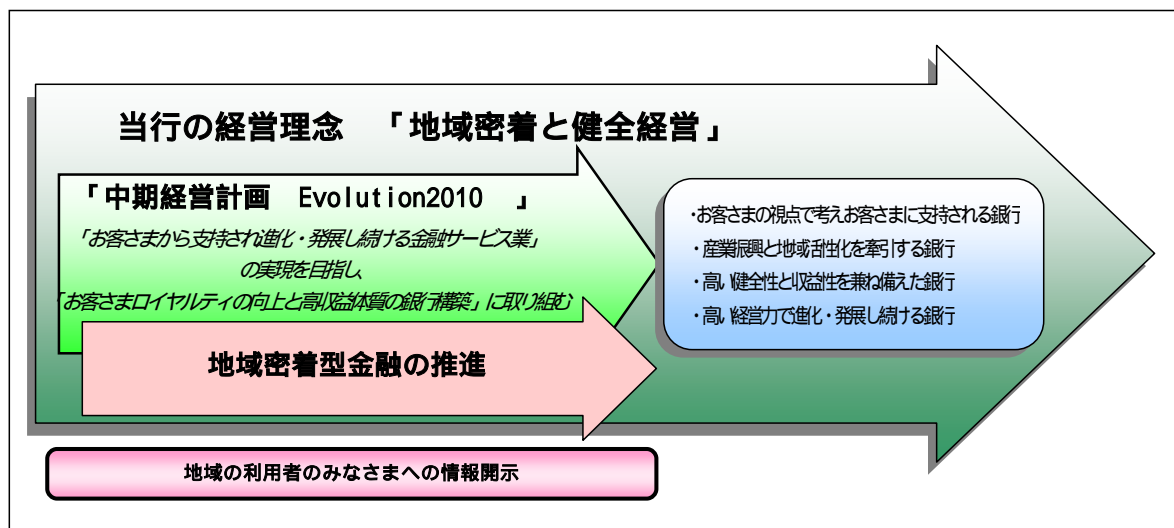 当行の経営理念　「地域密着と健全経営」
「中期経営計画　Evolution2010　」
「お客さまから支持され進化・発展し続ける金融サービス業」
の実現を目指し、
「お客さまロイヤルティの向上と高収益体質の銀行構築」に取り組む
地域密着型金融の推進
・お客さまの視点で考えお客さまに支持される銀行
・産業振興と地域活性化を牽引する銀行
・高い健全性と収益性を兼ね備えた銀行
・高い経営力で進化・発展し続ける銀行
地域の利用者のみなさまへの情報開示